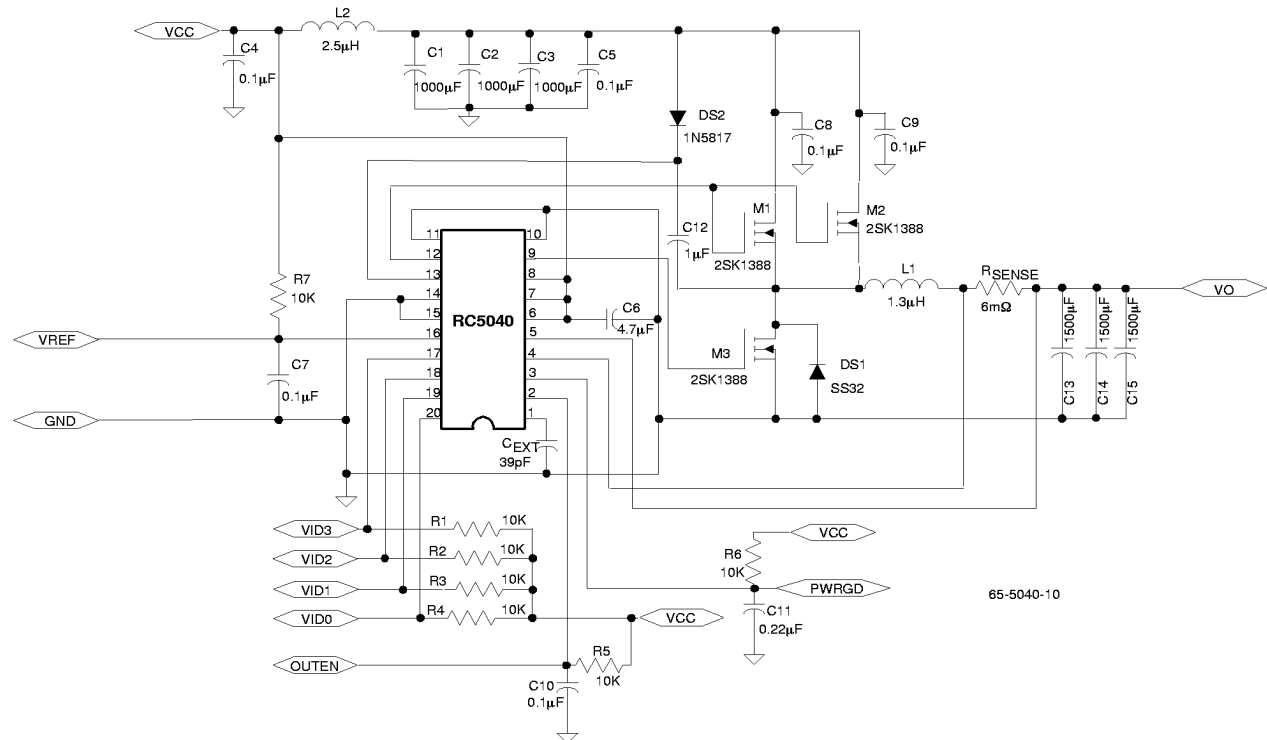 L2
VCC
2.5µH
C4
0.1µF
C1
1000µF
C2
1000µF
C3
1000µF
C5
0.1µF
DS2
1N5817
C8
0.1µF
C9
0.1µF
M1
2SK1388
M2
2SK1388
C12
1µF
11
10
12
9
13
8
14
7
15
6
16
5
17
4
18
3
19
2
20
1
RC5040
R7
10K
C6
4.7µF
L1
1.3µH
RSENSE
6mΩ
VO
VREF
C7
0.1µF
GND
M3
2SK1388
DS1
SS32
1500µF
C13
1500µF
C14
1500µF
C15
CEXT
39pF
VID3
R1
10K
VID2
R2
10K
VID1
R3
10K
VID0
R4
10K
VCC
VCC
R6
10K
PWRGD
C11
0.22µF
65-5040-10
OUTEN
R5
10K
C10
0.1µF